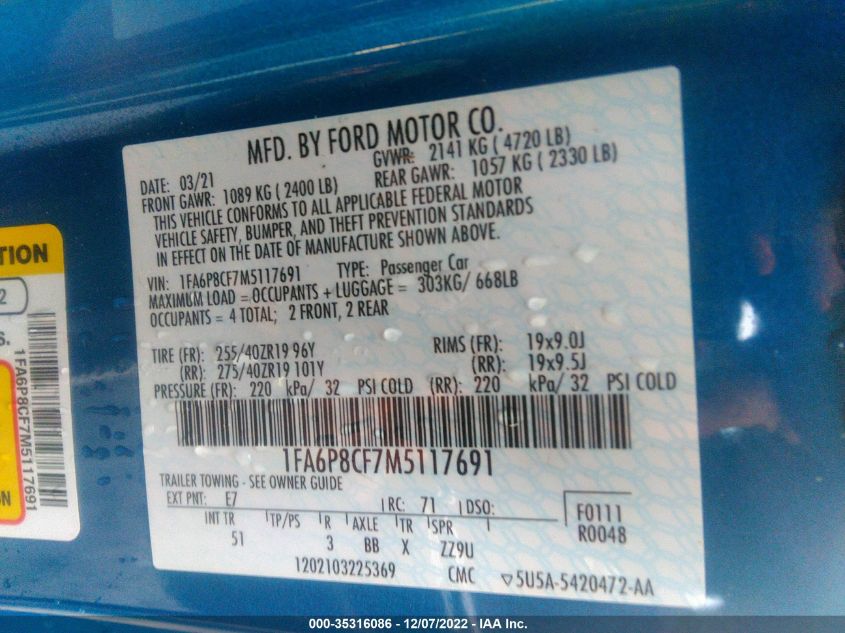 MFD. BY FORD MOTOR CO.
DATE: 03/21 GVWR: 2141 KG ( 4720 LB)
FRONT GAWR: 1089 KG ( 2400 LB) REAR GAWR: 1057 KG ( 2330 LB)
THIS VEHICLE CONFORMS TO ALL APPLICABLE FEDERAL MOTOR
VEHICLE SAFETY, BUMPER, AND THEFT PREVENTION STANDARDS
IN EFFECT ON THE DATE OF MANUFACTURE SHOWN ABOVE.
VIN: 1FA6P8CF7M5117691 TYPE: Passenger Car
MAXIMUM LOAD = OCCUPANTS + LUGGAGE = 303KG/ 668LB
OCCUPANTS = 4 TOTAL; 2 FRONT, 2 REAR
TIRE (FR): 255/40ZR19 96Y RIMS (FR): 19x9.0J
(RR): 275/40ZR19 101Y (RR): 19x9.5J
PRESSURE (FR): 220 kPa/ 32 PSI COLD (RR): 220 kPa/ 32 PSI COLD
1FA6P8CF7M5117691
TRAILER TOWING - SEE OWNER GUIDE
EXT PNT: E7 RC: 71 DSO:
INT TR TP/PS R AXLE TR SPR
51 3 BB X ZZ9U
F0111
R0048
1202103225369 CMC ▽5U5A-5420472-AA
TION
2
S.
1FA6P8CF7M5117691
ON
000-35316086 - 12/07/2022 - IAA Inc.